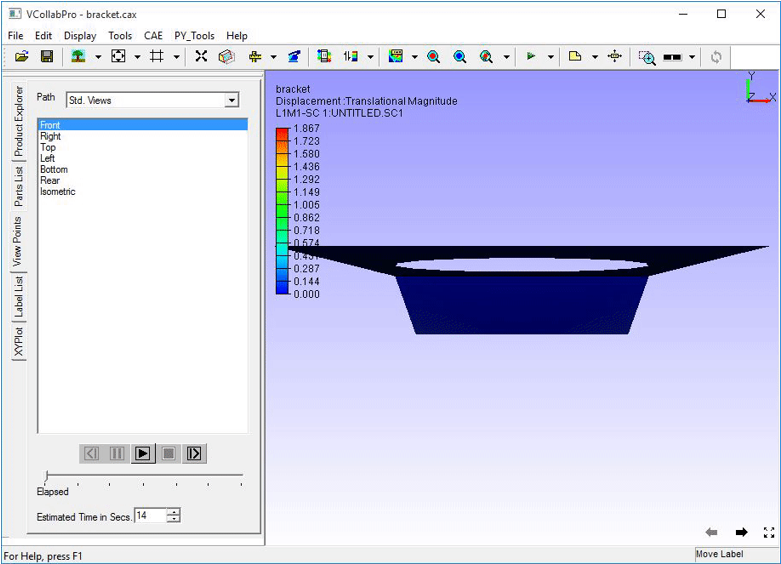 VCollabPro - bracket.cax
File Edit Display Tools CAE PY_Tools Help
Product Explorer
Parts List
View Points
Label List
XYPlot
Path Std. Views
Front
Right
Top
Left
Bottom
Rear
Isometric
Elapsed
Estimated Time in Secs. 14
bracket
Displacement :Translational Magnitude
L1M1-SC 1:UNTITLED.SC1
1.867
1.723
1.580
1.436
1.292
1.149
1.005
0.862
0.718
0.574
0.287
0.144
0.000
Y
Z X
For Help, press F1
Move Label